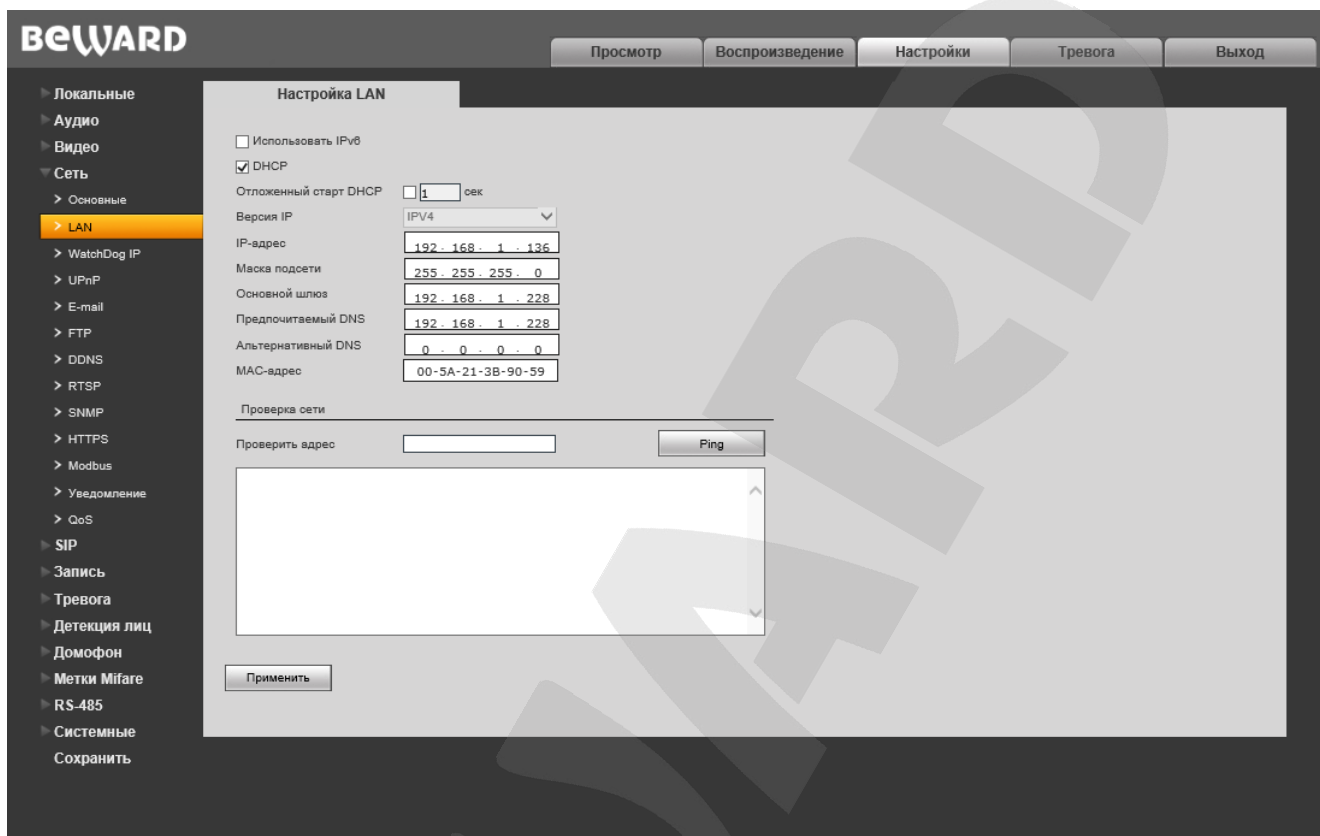 BEWARD
Просмотр Воспроизведение Настройки Тревога Выход
Локальные
Аудио
Видео
Сеть
> Основные
> LAN
> WatchDog IP
> UPnP
> E-mail
> FTP
> DDNS
> RTSP
> SNMP
> HTTPS
> Modbus
> Уведомление
> QoS
SIP
Запись
Тревога
Детекция лиц
Домофон
Метки Mifare
RS-485
Системные
Сохранить
Настройка LAN
Использовать IPv6
DHCP
Отложенный старт DHCP 1 сек
Версия IP IPV4
IP-адрес 192 . 168 . 1 . 136
Маска подсети 255 . 255 . 255 . 0
Основной шлюз 192 . 168 . 1 . 228
Предпочитаемый DNS 192 . 168 . 1 . 228
Альтернативный DNS 0 . 0 . 0 . 0
MAC-адрес 00-5A-21-3B-90-59
Проверка сети
Проверить адрес Ping
Применить